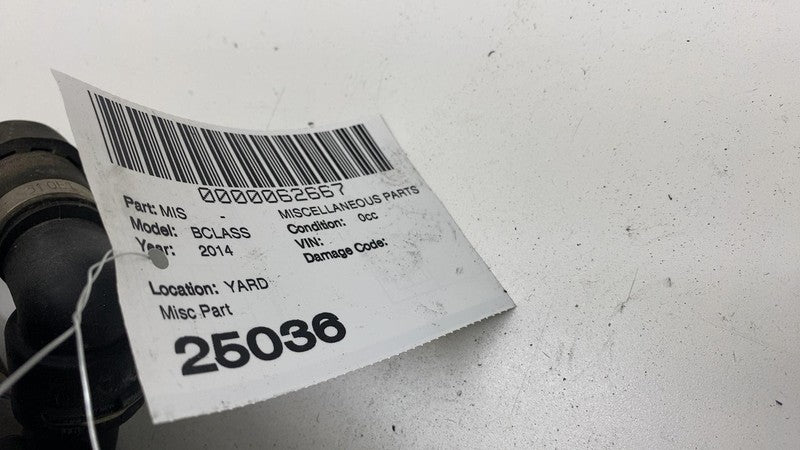 0000062667
Part: MIS - MISCELLANEOUS PARTS
Model: BCLASS Condition: 0cc
Year: 2014 VIN:
Damage Code:
Location: YARD
Misc Part
25036